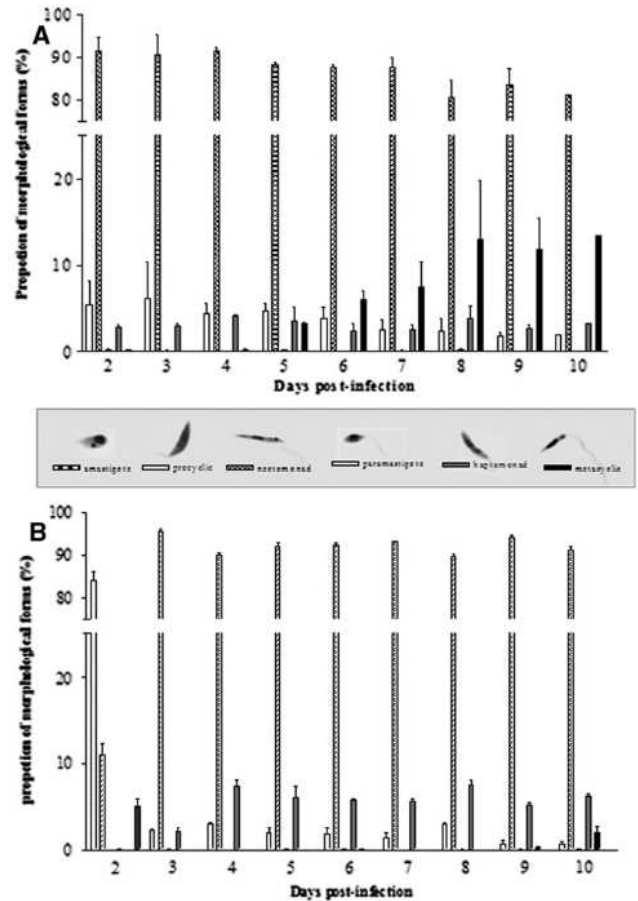 A
Propotion of morphological forms (%)
100
90
80
20
10
0
2 3 4 5 6 7 8 9 10
Days post-infection
amastigote procyclic nectomonad paramastigote haptomonad metacyclic
B
propotion of morphological forms (%)
100
90
80
20
10
0
2 3 4 5 6 7 8 9 10
Days post-infection